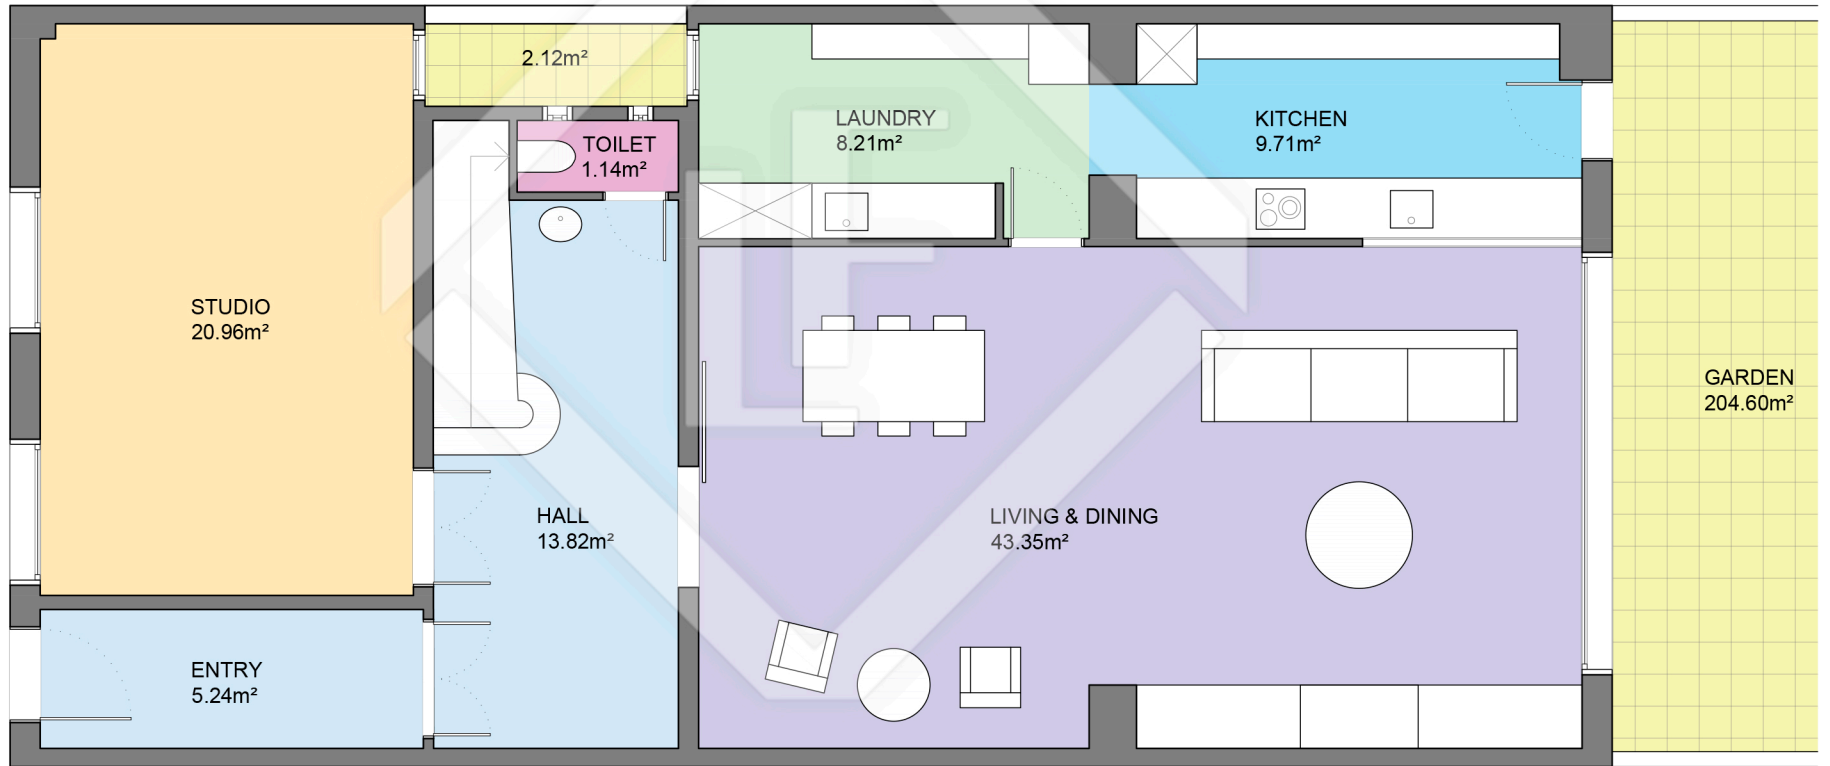 2.12m²
TOILET
1.14m²
LAUNDRY
8.21m²
KITCHEN
9.71m²
STUDIO
20.96m²
GARDEN
204.60m²
HALL
13.82m²
LIVING & DINING
43.35m²
ENTRY
5.24m²